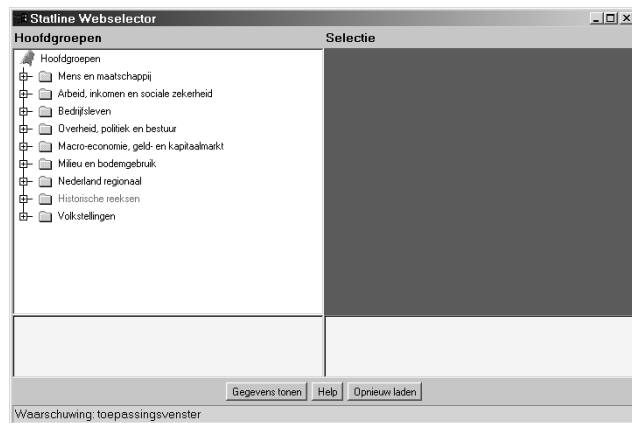 Statline Webselector
Hoofdgroepen
Selectie
Hoofdgroepen
Mens en maatschappij
Arbeid, inkomen en sociale zekerheid
Bedrijfsleven
Overheid, politiek en bestuur
Macro-economie, geld- en kapitaalmarkt
Milieu en bodemgebruik
Nederland regionaal
Historische reeksen
Volkstellingen
Gegevens tonen Help Opnieuw laden
Waarschuwing: toepassingsvenster